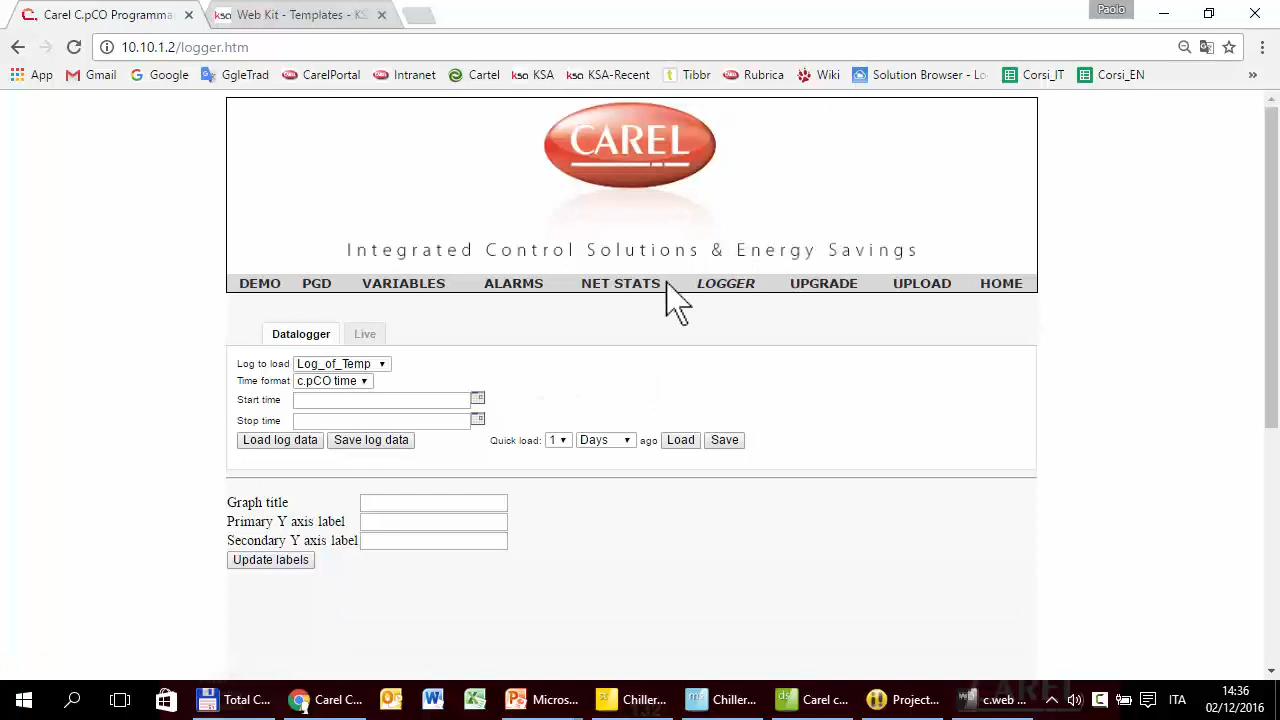 Carel C.pCO Programma
Web Kit - Templates - KS
Paolo
10.10.1.2/logger.htm
App Gmail Google GgleTrad CarelPortal Intranet Cartel KSA KSA-Recent Tibbr Rubrica Wiki Solution Browser - Lo Corsi_IT Corsi_EN »
CAREL
Integrated Control Solutions & Energy Savings
DEMO PGD VARIABLES ALARMS NET STATS LOGGER UPGRADE UPLOAD HOME
Datalogger Live
Log to load Log_of_Temp
Time format c.pCO time
Start time
Stop time
Load log data Save log data Quick load: 1 Days ago Load Save
Graph title
Primary Y axis label
Secondary Y axis label
Update labels
Total C... Carel C... Micros... Chiller... Chiller... Carel c... Project... c.web ... ITA
14:36
02/12/2016